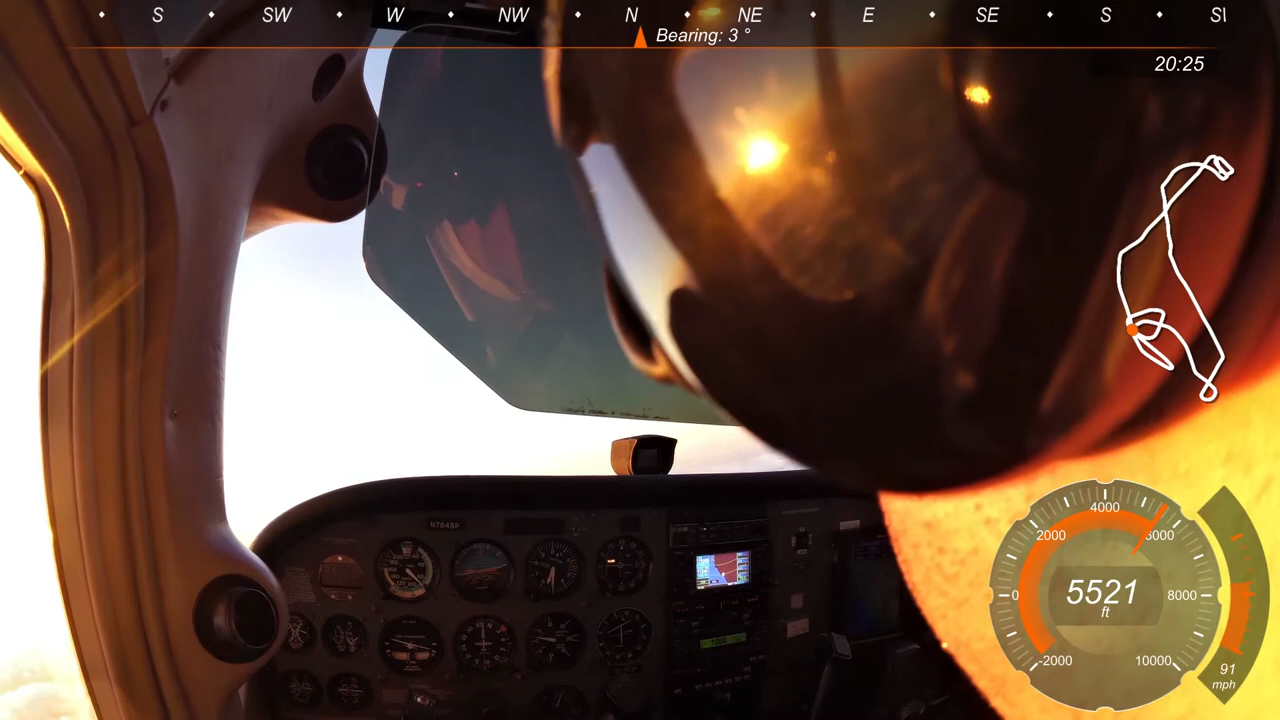 S SW W NW N NE E SE S
Bearing: 3 °
20:25
N764SP
4000
2000 6000
0 8000
5521
ft
-2000 10000
91
mph